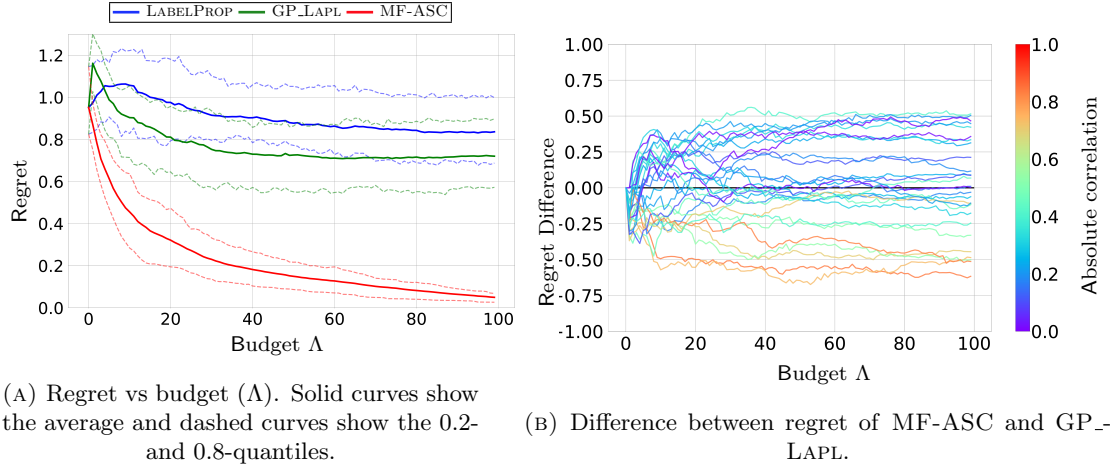 LABELPROP GP_LAPL MF-ASC
Regret
1.2
1.0
0.8
0.6
0.4
0.2
0.0
0 20 40 60 80 100
Budget Λ
(A) Regret vs budget (Λ). Solid curves show
the average and dashed curves show the 0.2-
and 0.8-quantiles.
Regret Difference
1.00
0.75
0.50
0.25
0.00
-0.25
-0.50
-0.75
-1.00
0 20 40 60 80 100
Budget Λ
1.0
0.8
0.6
0.4
0.2
0.0
Absolute correlation
(B) Difference between regret of MF-ASC and GP_-
LAPL.